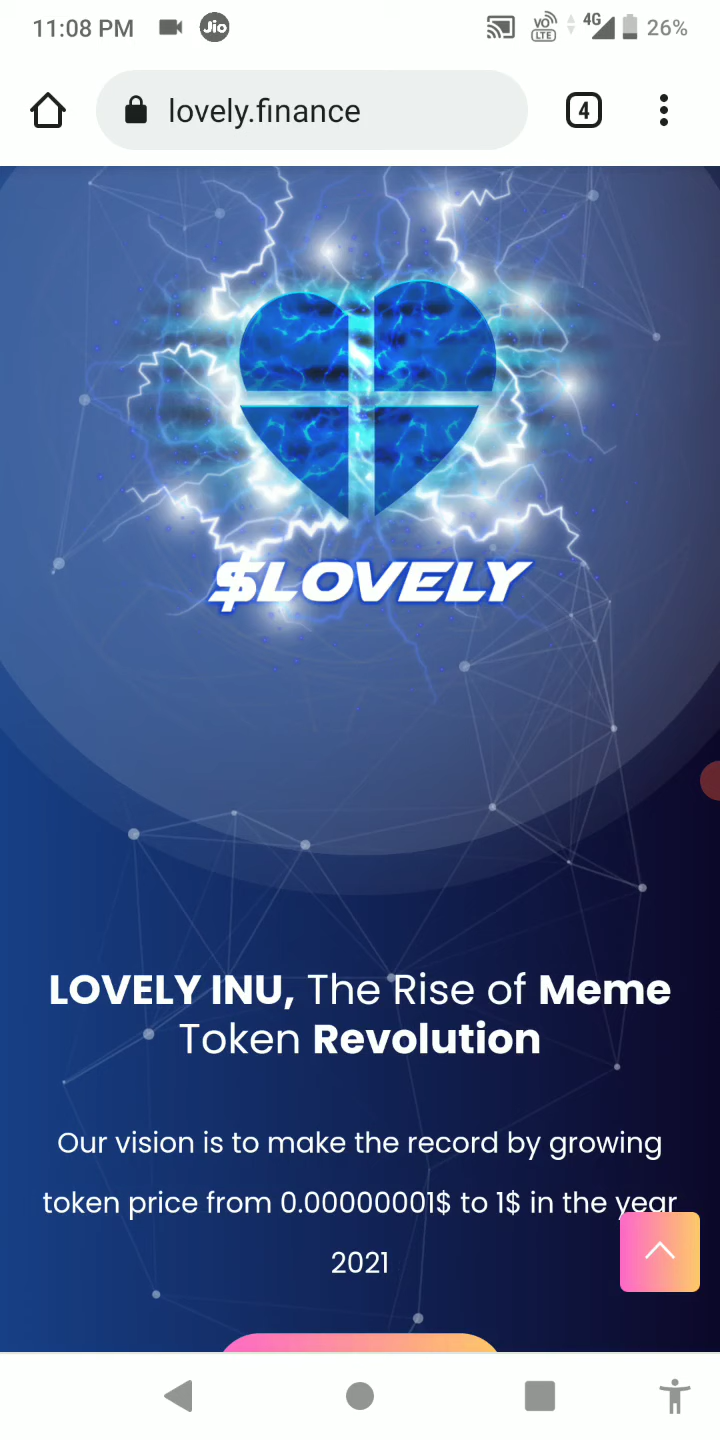 11:08 PM Jio VO LTE 4G 26%
lovely.finance 4
$LOVELY
LOVELY INU, The Rise of Meme
Token Revolution
Our vision is to make the record by growing
token price from 0.00000001$ to 1$ in the year
2021